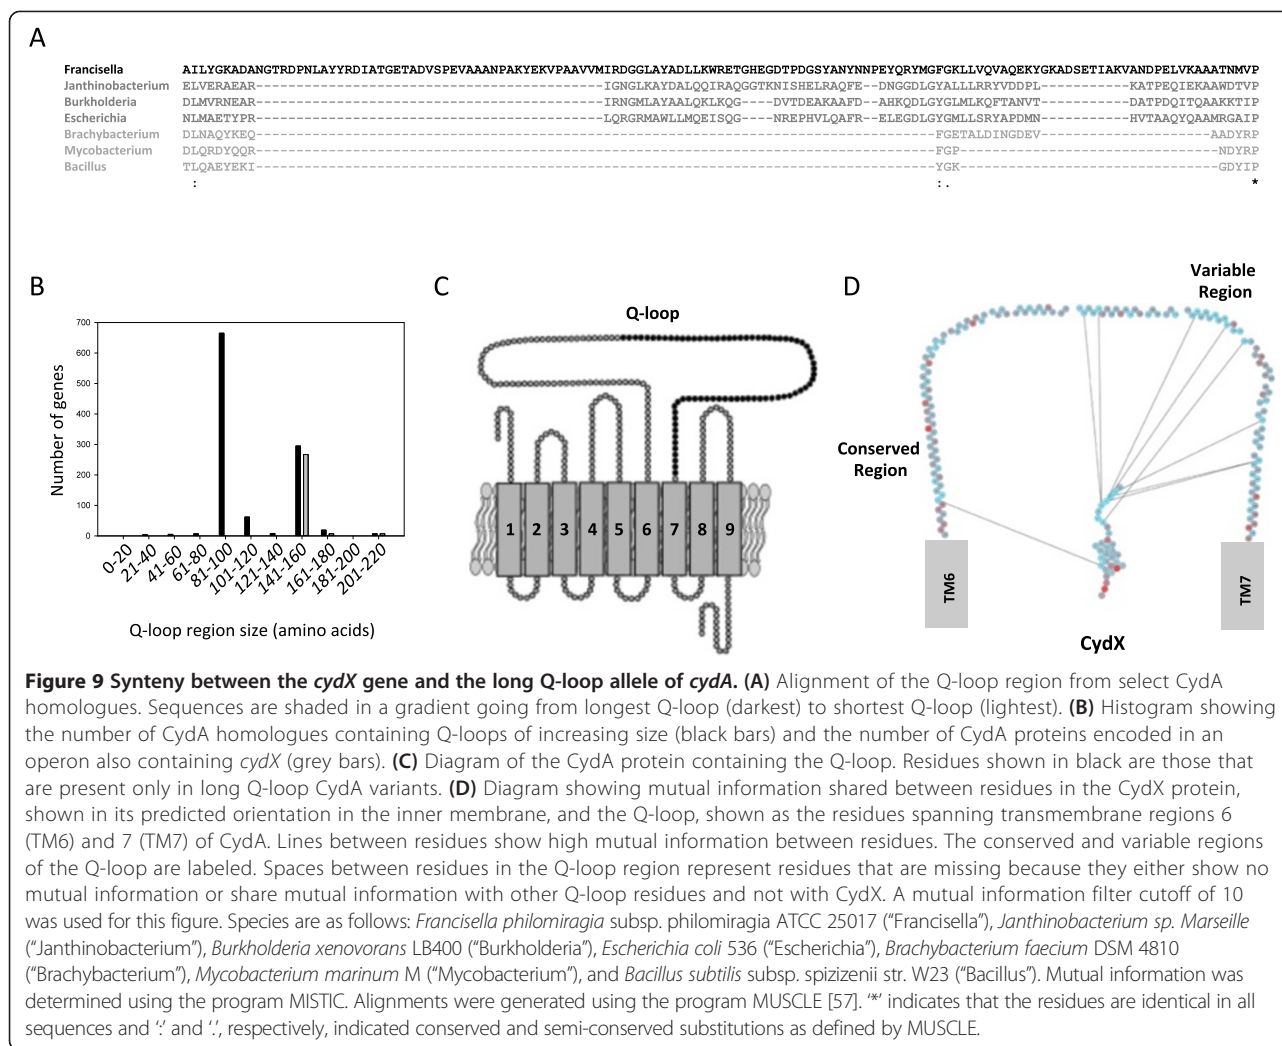 A
Francisella AILYGKADANGTRDPNLAYYRDIATGETADVSPEVAAANPAKYEKVPAAVVMIRDGGLAYADLLKWRETGHEGDTPDGSYANYNNPEYQRYMGFGKLLVQVAQEKYGKADSETIAKVANDPELVKAAATNMVP
Janthinobacterium ELVERAEAR-------------------------------------------IGNGLKAYDALQQIRAQGGTKNISHELRAQFE--DNGDLGYALLLRRYVDDPL-----------KATPEQIEKAAWDTVP
Burkholderia DLMVRNEAR-------------------------------------------IRNGMLAYAALQKLKQG---DVTDEAKAAFD--AHKQDLGYGLMLKQFTANVT-----------DATPDQITQAAKKTIP
Escherichia NLMAETYPR-------------------------------------------LQRGRMAWLLMQEISQG---NREPHVLQAFR--ELEGDLGYGMLLSRYAPDMN-----------HVTAAQYQAAMRGAIP
Brachybacterium DLNAQYKEQ-----------------------------------------------------------------------------------FGETALDINGDEV---------------------AADYRP
Mycobacterium DLQRDYQQR-----------------------------------------------------------------------------------FGP--------------------------------NDYRP
Bacillus TLQAEYEKI-----------------------------------------------------------------------------------YGK--------------------------------GDYIP
: :. *
B
Number of genes
700
600
500
400
300
200
100
0
0-20 21-40 41-60 61-80 81-100 101-120 121-140 141-160 161-180 181-200 201-220
Q-loop region size (amino acids)
C
Q-loop
1 2 3 4 5 6 7 8 9
D
Variable
Region
Conserved
Region
TM6
TM7
CydX
Figure 9 Synteny between the cydX gene and the long Q-loop allele of cydA. (A) Alignment of the Q-loop region from select CydA
homologues. Sequences are shaded in a gradient going from longest Q-loop (darkest) to shortest Q-loop (lightest). (B) Histogram showing
the number of CydA homologues containing Q-loops of increasing size (black bars) and the number of CydA proteins encoded in an
operon also containing cydX (grey bars). (C) Diagram of the CydA protein containing the Q-loop. Residues shown in black are those that
are present only in long Q-loop CydA variants. (D) Diagram showing mutual information shared between residues in the CydX protein,
shown in its predicted orientation in the inner membrane, and the Q-loop, shown as the residues spanning transmembrane regions 6
(TM6) and 7 (TM7) of CydA. Lines between residues show high mutual information between residues. The conserved and variable regions
of the Q-loop are labeled. Spaces between residues in the Q-loop region represent residues that are missing because they either show no
mutual information or share mutual information with other Q-loop residues and not with CydX. A mutual information filter cutoff of 10
was used for this figure. Species are as follows: Francisella philomiragia subsp. philomiragia ATCC 25017 (“Francisella”), Janthinobacterium sp. Marseille
(“Janthinobacterium”), Burkholderia xenovorans LB400 (“Burkholderia”), Escherichia coli 536 (“Escherichia”), Brachybacterium faecium DSM 4810
(“Brachybacterium”), Mycobacterium marinum M (“Mycobacterium”), and Bacillus subtilis subsp. spizizenii str. W23 (“Bacillus”). Mutual information was
determined using the program MISTIC. Alignments were generated using the program MUSCLE [57]. ‘*’ indicates that the residues are identical in all
sequences and ‘:’ and ‘.’, respectively, indicated conserved and semi-conserved substitutions as defined by MUSCLE.